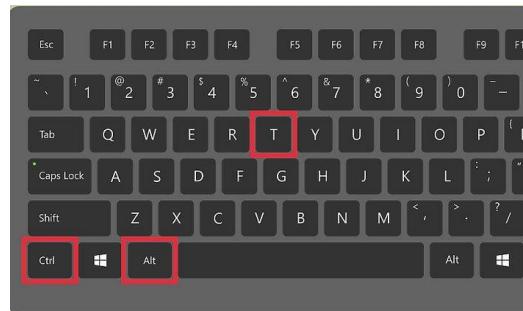 Esc F1 F2 F3 F4 F5 F6 F7 F8 F9
~ ` ! 1 @ 2 # 3 $ 4 % 5 ^ 6 & 7 * 8 ( 9 ) 0 _ -
Tab Q W E R T Y U I O P {
Caps Lock A S D F G H J K L : ;
Shift Z X C V B N M < , > . ? /
Ctrl Alt Alt